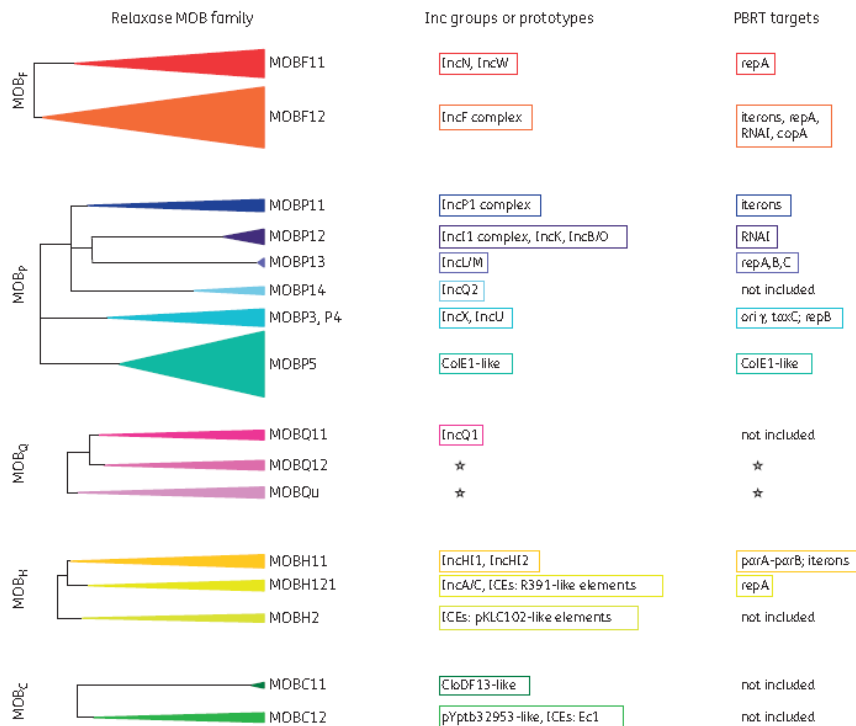 Relaxase MOB family Inc groups or prototypes PBRT targets
MOBF
MOBF11 IncN, IncW repA
MOBF12 IncF complex iterons, repA,
RNAI, copA
MOBP
MOBP11 IncP1 complex iterons
MOBP12 IncI1 complex, IncK, IncB/O RNAI
MOBP13 IncL/M repA,B,C
MOBP14 IncQ2 not included
MOBP3, P4 IncX, IncU ori γ, taxC; repB
MOBP5 ColE1-like ColE1-like
MOBQ
MOBQ11 IncQ1 not included
MOBQ12 ☆ ☆
MOBQu ☆ ☆
MOBH
MOBH11 IncHI1, IncHI2 parA-parB; iterons
MOBH121 IncA/C, ICEs: R391-like elements repA
MOBH2 ICEs: pKLC102-like elements not included
MOBC
MOBC11 CloDF13-like not included
MOBC12 pYptb32953-like, ICEs: Ec1 not included